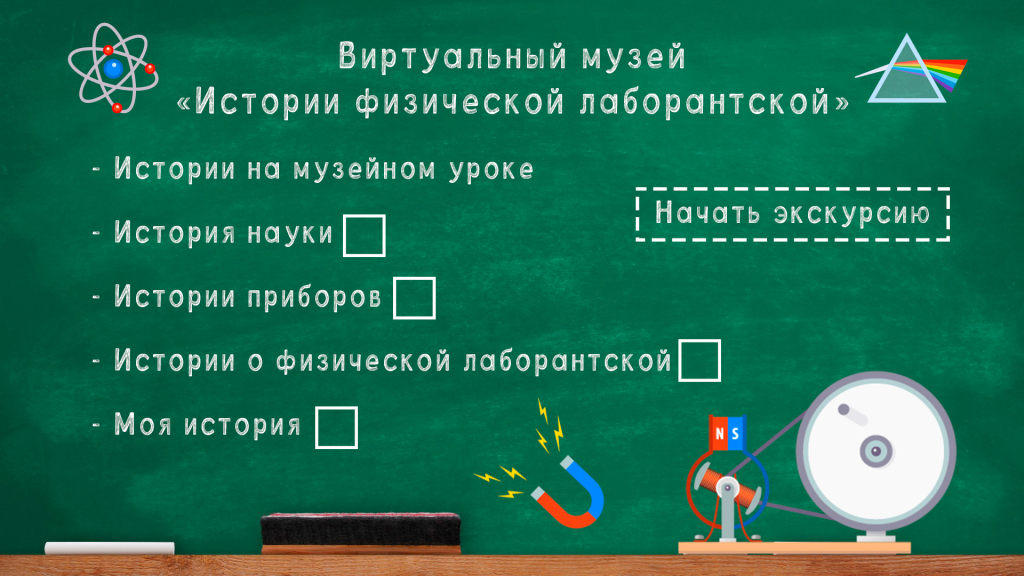 Виртуальный музей
«Истории физической лаборантской»
- Истории на музейном уроке
Начать экскурсию
- История науки
- Истории приборов
- Истории о физической лаборантской
- Моя история
N S